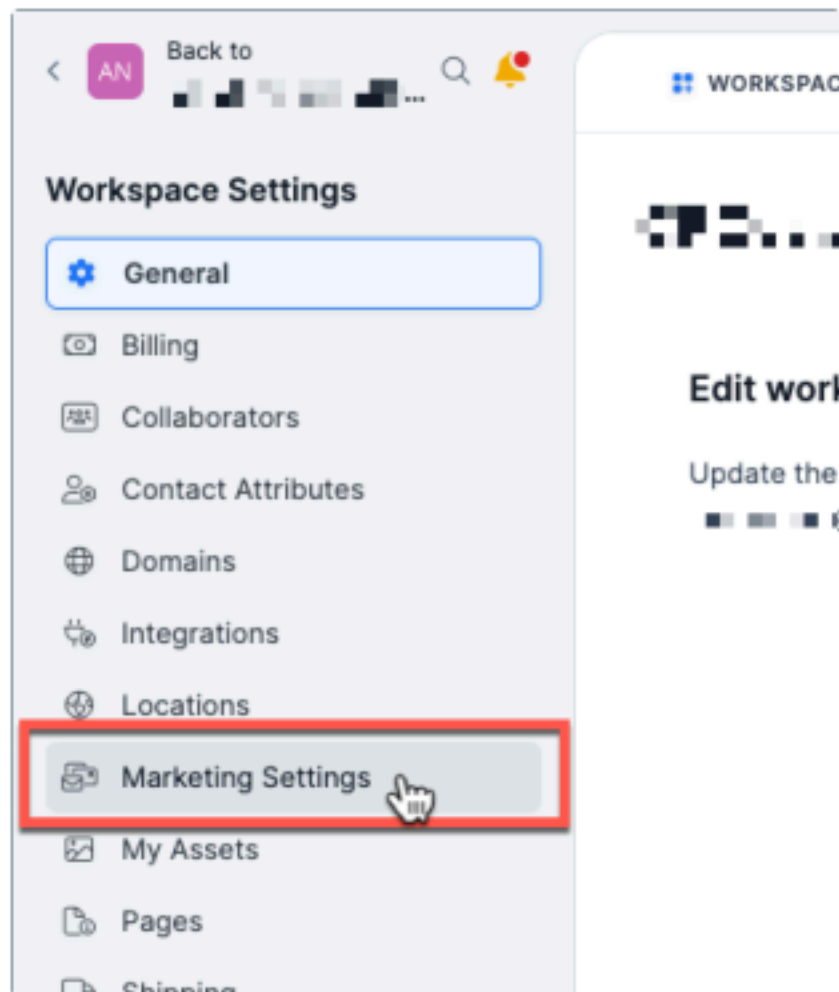 AN
Back to
WORKSPAC
Workspace Settings
General
Billing
Collaborators
Contact Attributes
Domains
Integrations
Locations
Marketing Settings
My Assets
Pages
Shipping
Edit work
Update the